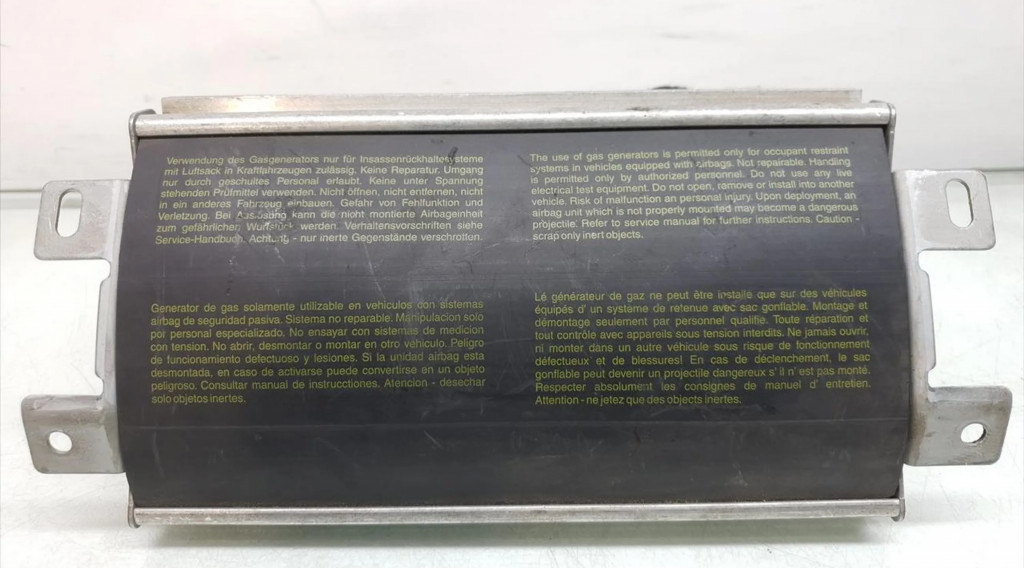 Verwendung des Gasgenerators nur für Insassenrückhaltesysteme
mit Luftsack in Kraftfahrzeugen zulässig. Keine Reparatur. Umgang
nur durch geschultes Personal erlaubt. Keine unter Spannung
stehenden Prüfmittel verwenden. Nicht öffnen, nicht entfernen, nicht
in ein anderes Fahrzeug einbauen. Gefahr von Fehlfunktion und
Verletzung. Bei Auslösung kann die nicht montierte Airbageinheit
zum gefährlichen Wurfstück werden. Verhaltensvorschriften siehe
Service-Handbuch. Achtung - nur inerte Gegenstände verschrotten.
The use of gas generators is permitted only for occupant restraint
systems in vehicles equipped with airbags. Not repairable. Handling
is permitted only by authorized personnel. Do not use any live
electrical test equipment. Do not open, remove or install into another
vehicle. Risk of malfunction an personal injury. Upon deployment, an
airbag unit which is not properly mounted may become a dangerous
projectile. Refer to service manual for further instructions. Caution -
scrap only inert objects.
Generator de gas solamente utilizable en vehiculos con sistemas
airbag de seguridad pasiva. Sistema no reparable. Manipulacion solo
por personal especializado. No ensayar con sistemas de medicion
con tension. No abrir, desmontar o montar en otro vehiculo. Peligro
de funcionamiento defectuoso y lesiones. Si la unidad airbag esta
desmontada, en caso de activarse puede convertirse en un objeto
peligroso. Consultar manual de instrucctiones. Atencion - desechar
solo objetos inertes.
Lé générateur de gaz ne peut être installe que sur des véhicules
équipés d' un systéme de retenue avec sac gonfiable. Montage et
démontage seulement par personnel qualifie. Toute réparation et
tout contrôle avec appareils sous tension interdits. Ne jamais ouvrir,
ni monter dans un autre véhicule sous risque de fonctionnement
défectueux et de blessures! En cas de déclenchement, le sac
gonflable peut devenir un projectile dangereux s' il n' est pas monté.
Respecter absolument les consignes de manuel d' entretien.
Attention - ne jetez que des objects inertes.